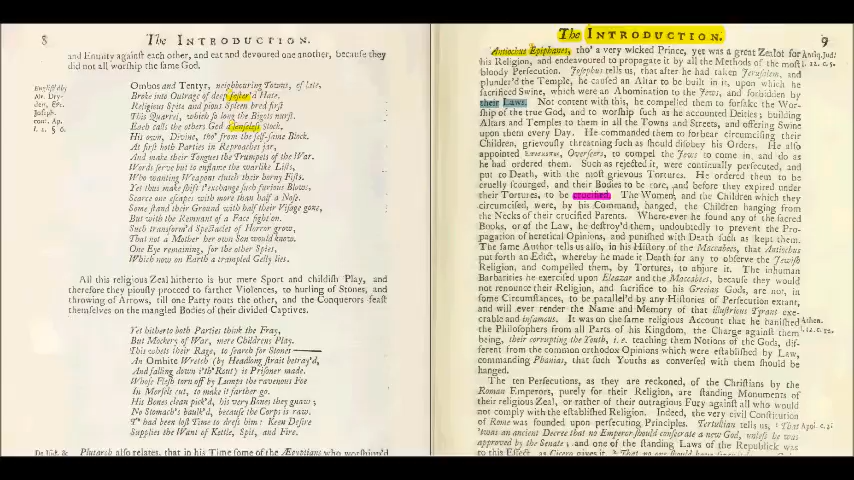 8
The INTRODUCTION.
and Enmity against each other, and eat and devoured one another, because they
did not all worship the same God.
Ombos and Tentyr, neighbouring Towns, of late,
Broke into Outrage of deep fester'd Hate.
Religious Spite and pious Spleen bred first
This Quarrel, which so long the Bigots nurst.
Each calls the others God a senseless Stock,
His own, Divine, tho' from the self-same Block.
At first both Parties in Reproaches jar,
And make their Tongues the Trumpets of the War.
Words serve but to enflame the warlike Lists,
Who wanting Weapons clutch their horny Fists.
Yet thus make shift t'exchange such furious Blows,
Scarce one escapes with more than half a Nose.
Some stand their Ground with half their Visage gone,
But with the Remnant of a Face fight on.
Such transform'd Spectacles of Horror grow,
That not a Mother her own Son would know.
One Eye remaining, for the other Spies,
Which now on Earth a trampled Gelly lies.
All this religious Zeal hitherto is but mere Sport and childish Play, and
therefore they piously proceed to farther Violences, to hurling of Stones, and
throwing of Arrows, till one Party routs the other, and the Conquerors feast
themselves on the mangled Bodies of their divided Captives.
Yet hitherto both Parties think the Fray,
But Mockery of War, mere Childrens Play.
This whets their Rage, to search for Stones
An Ombite Wretch (by Headlong strait betray'd,
And falling down i'th' Rout) is Prisoner made.
Whose Flesh torn off by Lumps the ravenous Foe
In Morsels cut, to make it farther go.
His Bones clean pick'd, his very Bones they gnaw;
No Stomach's baulk'd, because the Corps is raw.
T' had been lost Time to dress him: Keen Desire
Supplies the Want of Kettle, Spit, and Fire.
Plutarch also relates, that in his Time some of the Ægyptians who worship'd
The INTRODUCTION.
9
Antiochus Epiphanes, tho' a very wicked Prince, yet was a great Zealot for
his Religion, and endeavoured to propagate it by all the Methods of the most
bloody Persecution. Josephus tells us, that after he had taken Jerusalem, and
plunder'd the Temple, he caused an Altar to be built in it, upon which he
sacrificed Swine, which were an Abomination to the Jews, and forbidden by
their Laws. Not content with this, he compelled them to forsake the Wor-
ship of the true God, and to worship such as he accounted Deities; building
Altars and Temples to them in all the Towns and Streets, and offering Swine
upon them every Day. He commanded them to forbear circumcising their
Children, grievously threatning such as should disobey his Orders. He also
appointed Overseers, to compel the Jews to come in, and do as
he had ordered them. Such as rejected it, were continually persecuted, and
put to Death, with the most grievous Tortures. He ordered them to be
cruelly scourged, and their Bodies to be tore, and before they expired under
their Tortures, to be crucified. The Women, and the Children which they
circumcised, were, by his Command, hanged, the Children hanging from
the Necks of their crucified Parents. Where-ever he found any of the sacred
Books, or of the Law, he destroy'd them, undoubtedly to prevent the Pro-
pagation of heretical Opinions, and punished with Death such as kept them.
The same Author tells us also, in his History of the Maccabees, that Antiochus
put forth an Edict, whereby it was made Death for any to observe the Jewish
Religion, and compelled them, by Tortures, to abjure it. The inhuman
Barbarities he exercised upon Eleazar and the Maccabees, because they would
not renounce their Religion, and sacrifice to his Grecian Gods, are not, in
some Circumstances, to be parallel'd by any Histories of Persecution extant,
and will ever render the Name and Memory of that illustrious Tyrant exe-
crable and infamous. It was on the same religious Account that he banished
the Philosophers from all Parts of his Kingdom, the Charge against them
being, their corrupting the Youth, i. e. teaching them Notions of the Gods, dif-
ferent from the common orthodox Opinions which were established by Law,
commanding Phanias, that such Youths as conversed with them should be
hanged.
The ten Persecutions, as they are reckoned, of the Christians by the
Roman Emperors, purely for their Religion, are standing Monuments of
their religious Zeal, or rather of their outragious Fury against all who would
not comply with the established Religion. Indeed, the very civil Constitution
of Rome was founded upon persecuting Principles. Tertullian tells us,
'twas an ancient Decree that no Emperor should consecrate a new God, unless he was
approved by the Senate; and one of the standing Laws of the Republick was
to this Effect, as Cicero gives it.